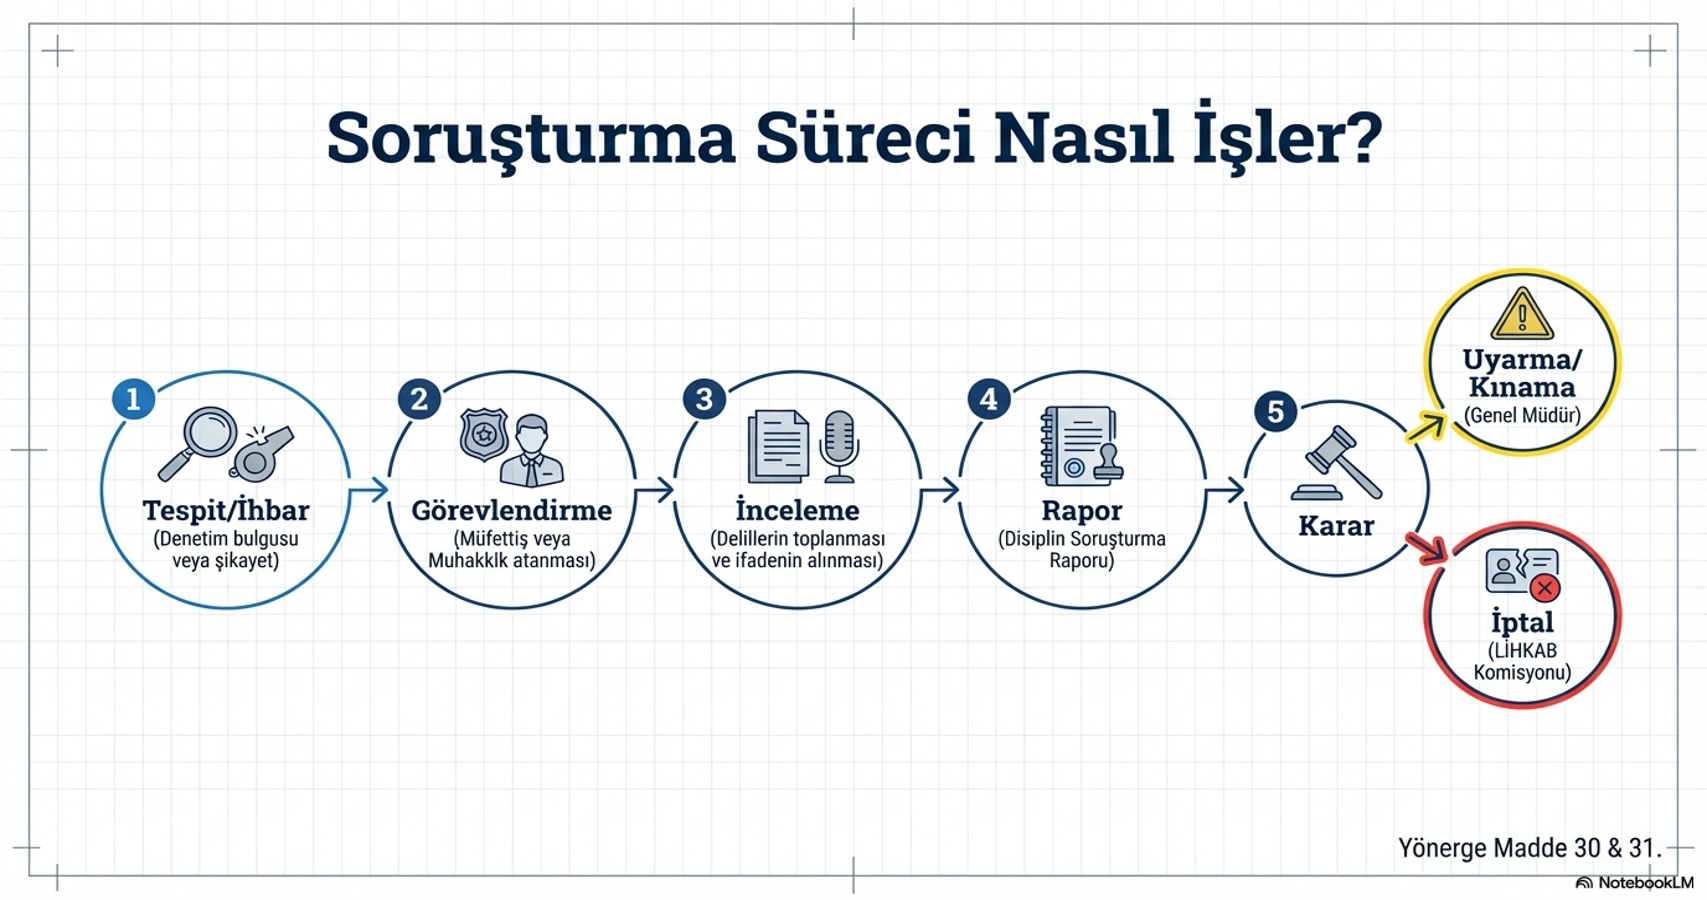 Soruşturma Süreci Nasıl İşler?
1
Tespit/İhbar
(Denetim bulgusu
veya şikayet)
2
Görevlendirme
(Müfettiş veya
Muhakklk atanması)
3
İnceleme
(Delillerin toplanması
ve ifadenin alınması)
4
Rapor
(Disiplin Soruşturma
Raporu)
5
Karar
Uyarma/
Kınama
(Genel Müdür)
İptal
(LİHKAB
Komisyonu)
Yönerge Madde 30 & 31.
NotebookLM